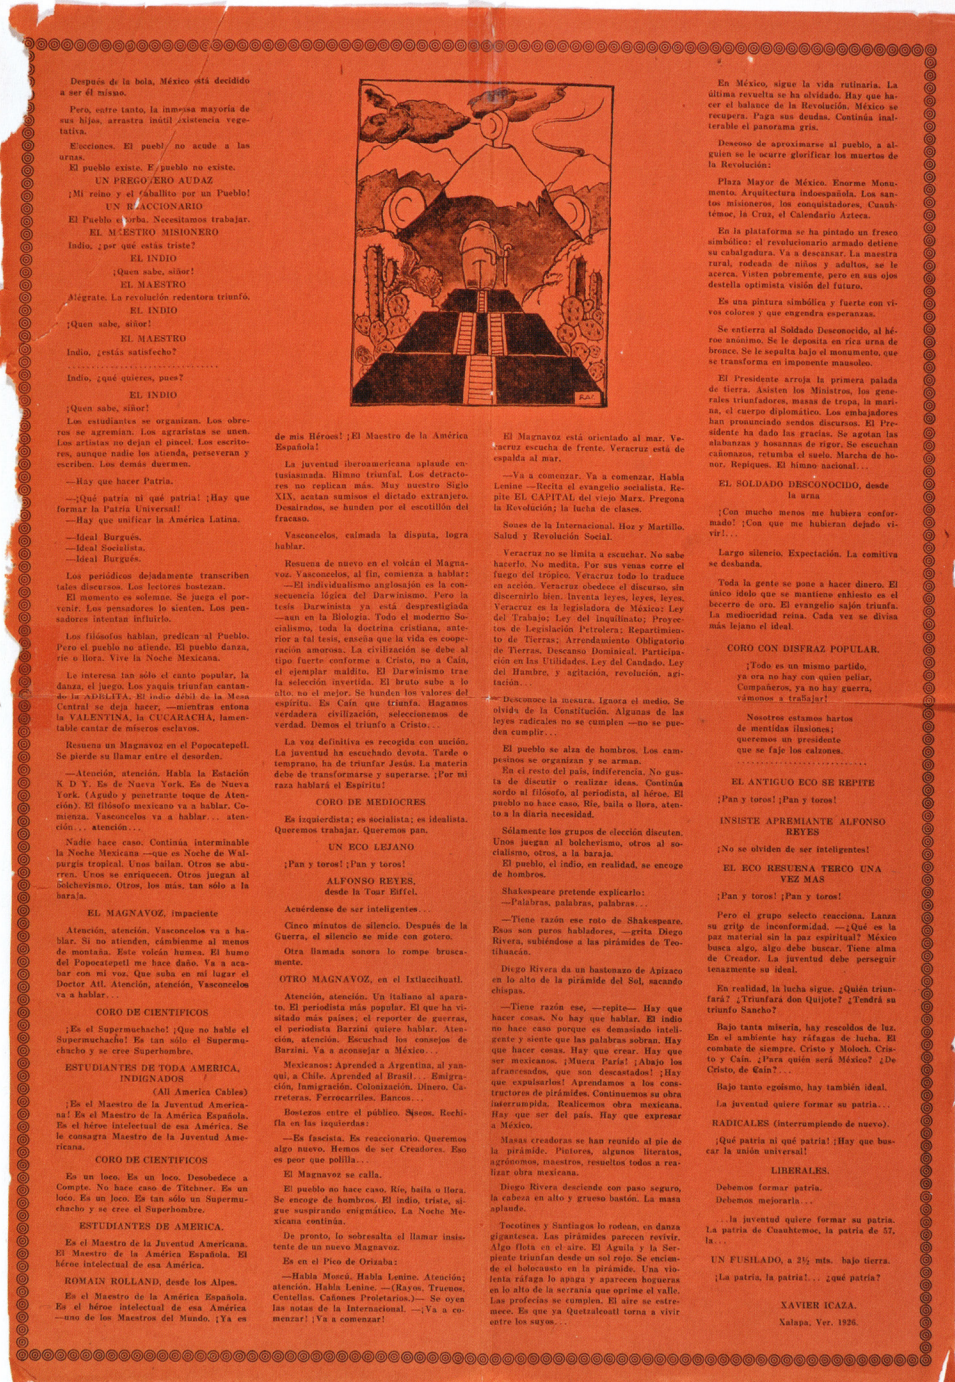 Después de la bola, México está decidido
a ser él mismo.
Pero, entre tanto, la inmensa mayoría de
sus hijos, arrastra inútil existencia vege-
tativa.
Elecciones. El pueblo no acude a las
urnas.
El pueblo existe. El pueblo no existe.
UN PREGONERO AUDAZ
¡Mi reino y el caballito por un Pueblo!
UN REACCIONARIO
El Pueblo estorba. Necesitamos trabajar.
EL MAESTRO MISIONERO
Indio, ¿por qué estás triste?
EL INDIO
¡Quen sabe, siñor!
EL MAESTRO
Alégrate. La revolución redentora triunfó.
EL INDIO
¡Quen sabe, siñor!
EL MAESTRO
Indio, ¿estás satisfecho?
. . . . . . . . . . . . . . . . . . . . . . . . . . . . .
Indio, ¿qué quieres, pues?
EL INDIO
¡Quen sabe, siñor!
Los estudiantes se organizan. Los obre-
ros se agremian. Los agraristas se unen.
Los artistas no dejan el pincel. Los escrito-
res, aunque nadie los atienda, perseveran y
escriben. Los demás duermen.
—Hay que hacer Patria.
—¡Qué patria ni qué patria! ¡Hay que
formar la Patria Universal!
—Hay que unificar la América Latina.
—Ideal Burgués.
—Ideal Socialista.
—Ideal Burgués.
Los periódicos dejadamente transcriben
tales discursos. Los lectores bostezan.
El momento es solemne. Se juega el por-
venir. Los pensadores lo sienten. Los pen-
sadores intentan influirlo.
Los filósofos hablan, predican al Pueblo.
Pero el pueblo no atiende. El pueblo danza,
ríe o llora. Vive la Noche Mexicana.
Le interesa tan sólo el canto popular, la
danza, el juego. Los yaquis triunfan cantan-
do la ADELITA. El indio débil de la Mesa
Central se deja hacer, —mientras entona
la VALENTINA, la CUCARACHA, lamen-
table cantar de míseros esclavos.
Resuena un Magnavoz en el Popocatepetl.
Se pierde su llamar entre el desorden.
—Atención, atención. Habla la Estación
K D Y. Es de Nueva York. Es de Nueva
York. (Agudo y penetrante toque de Aten-
ción). El filósofo mexicano va a hablar. Co-
mienza. Vasconcelos va a hablar... aten-
ción... atención...
Nadie hace caso. Continúa interminable
la Noche Mexicana —que es Noche de Wal-
purgis tropical. Unos bailan. Otros se abu-
rren. Unos se enriquecen. Otros juegan al
bolchevismo. Otros, los más, tan sólo a la
baraja.
EL MAGNAVOZ, impaciente
Atención, atención. Vasconcelos va a ha-
blar. Si no atienden, cámbienme al menos
de montaña. Este volcán humea. El humo
del Popocatepetl me hace daño. Va a aca-
bar con mi voz. Que suba en mi lugar el
Doctor Atl. Atención, atención, Vasconcelos
va a hablar...
CORO DE CIENTIFICOS
¡Es el Supermuchacho! ¡Que no hable el
Supermuchacho! Es tan sólo el Supermu-
chacho y se cree Superhombre.
ESTUDIANTES DE TODA AMERICA,
INDIGNADOS
(All America Cables)
¡Es el Maestro de la Juventud America-
na! Es el Maestro de América Española.
Es el héroe intelectual de esa América. Se
le consagra Maestro de la Juventud Ame-
ricana.
CORO DE CIENTIFICOS
Es un loco. Es un loco. Desobedece a
Compte. No hace caso de Titchner. Es un
loco. Es un loco. Es tan sólo un Supermu-
chacho y se cree el Superhombre.
ESTUDIANTES DE AMERICA.
Es el Maestro de la Juventud Americana.
El Maestro de la América Española. El
héroe intelectual de esa América.
ROMAIN ROLLAND, desde los Alpes.
Es el Maestro de la América Española.
Es el héroe intelectual de esa América
—uno de los Maestros del Mundo. ¡Ya es
de mis Héroes! ¡El Maestro de la América
Española!
La juventud iberoamericana aplaude en-
tusiasmada. Himno triunfal. Los detracto-
res no replican más. Muy nuestro Siglo
XIX, acatan sumisos el dictado extranjero.
Desairados, se hunden por el escotillón del
fracaso.
Vasconcelos, calmada la disputa, logra
hablar.
Resuena de nuevo en el volcán el Magna-
voz. Vasconcelos, al fin, comienza a hablar:
—El individualismo anglosajón es la con-
secuencia lógica del Darwinismo. Pero la
tesis Darwinista ya está desprestigiada
—aun en la Biología. Todo el moderno So-
cialismo, toda la doctrina cristiana, ante-
rior a tal tesis, enseña que la vida es coope-
ración amorosa. La civilización se debe al
tipo fuerte conforme a Cristo, no a Caín,
el ejemplar maldito. El Darwinismo trae
la selección invertida. El Bruto sube a lo
alto, no el mejor. Se hunden los valores del
espíritu. Es Caín que triunfa. Hagamos
verdadera civilización, seleccionemos de
verdad. Demos el triunfo a Cristo...
La voz definitiva es recogida con unción.
La juventud ha escuchado devota. Tarde o
temprano, ha de triunfar Jesús. La materia
debe de transformarse y superarse. ¡Por mi
raza hablará el Espíritu!
CORO DE MEDIOCRES
Es izquierdista; es socialista; es idealista.
Queremos trabajar. Queremos pan.
UN ECO LEJANO
¡Pan y toros! ¡Pan y toros!
ALFONSO REYES,
desde la Tour Eiffel.
Acuérdense de ser inteligentes...
Cinco minutos de silencio. Después de la
Guerra, el silencio se mide con gotero.
Otra llamada sonora lo rompe brusca-
mente.
OTRO MAGNAVOZ, en el Ixtlaccihuatl.
Atención, atención. Un italiano al apara-
to. El periodista más popular. El que ha vi-
sitado más países; el reporter de guerras,
el periodista Barzini quiere hablar. Aten-
ción, atención. Escuchad los consejos de
Barzini. Va a aconsejar a México...
Mexicanos: Aprended a Argentina, al yan-
qui, a Chile. Aprended al Brasil... Emigra-
ción, Inmigración. Colonización. Dinero. Ca-
rreteras. Ferrocarriles. Bancos...
Bostezos entre el público. Siseos. Rechi-
fla en las izquierdas:
—Es fascista. Es reaccionario. Queremos
algo nuevo. Hemos de ser Creadores. Eso
es peor que polilla...
El Magnavoz se calla.
El pueblo no hace caso, Ríe, baila o llora.
Se encoge de hombros. El indio, triste, si-
gue suspirando enigmático. La Noche Me-
xicana continúa.
De pronto, lo sobresalta el llamar insis-
tente de un nuevo Magnavoz.
Es en el Pico de Orizaba:
—Habla Moscú. Habla Lenine. Atención;
atención. Habla Lenine. —(Rayos. Truenos.
Centellas. Cañones Proletarios.)— Se oyen
las notas de la Internacional. —¡Va a co-
menzar! ¡Va a comenzar!
R.A.C.
El Magnavoz está orientado al mar. Ve-
racruz escucha de frente. Veracruz está de
espalda al mar.
—Va a comenzar. Va a comenzar. Habla
Lenine —Recita el evangelio socialista. Re-
pite EL CAPITAL del viejo Marx. Pregona
la Revolución; la lucha de clases.
Sones de la Internacional. Hoz y Martillo.
Salud y Revolución Social.
Veracruz no se limita a escuchar. No sabe
hacerlo. No medita. Por sus venas corre el
fuego del trópico. Veracruz todo lo traduce
en acción. Veracruz obedece el discurso, sin
discernirlo bien. Inventa leyes, leyes, leyes.
Veracruz es la legisladora de México: Ley
del Trabajo; Ley del Inquilinato; Proyec-
tos de Legislación Petrolera; Repartimien-
to de Tierras; Arrendamiento Obligatorio
de Tierras. Descanso Dominical. Participa-
ción en las Utilidades. Ley del Candado. Ley
del Hambre, y agitación, revolución, agi-
tación...
Desconoce la mesura. Ignora el medio. Se
olvida de la Constitución. Algunas de las
leyes radicales no se cumplen —no se pue-
den cumplir...
El pueblo se alza de hombros. Los cam-
pesinos se organizan y se arman.
En el resto del país, indiferencia. No gus-
ta de discutir o realizar ideas. Continúa
sordo al filósofo, al periodista, al héroe. El
pueblo no hace caso. Ríe, baila o llora, aten-
to a la diaria necesidad.
Sólamente los grupos de elección discuten.
Unos juegan al bolchevismo, otros al so-
cialismo, otros, a la baraja.
El pueblo, el indio, en realidad, se encoge
de hombros.
Shakespeare pretende explicarlo:
—Palabras, palabras, palabras...
—Tiene razón ese roto de Shakespeare.
Esos son puros habladores, —grita Diego
Rivera, subiéndose a las pirámides de Teo-
tihuacán.
Diego Rivera da un bastonazo de Apizaco
en lo alto de la pirámide del Sol, sacando
chispas.
—Tiene razón ese, —repite— Hay que
hacer cosas. No hay que hablar. El indio
no hace caso porque es demasiado inteli-
gente y siente que las palabras sobran. Hay
que hacer cosas. Hay que crear. Hay que
ser mexicanos. ¡Muera París! ¡Abajo los
afrancesados, que son descastados! ¡Hay
que expulsarlos! Aprendamos a los cons-
tructores de pirámides. Continuemos su obra
interrumpida. Realicemos obra mexicana.
Hay que ser del país. Hay que expresar
a México.
Masas creadoras se han reunido al pie de
la pirámide. Pintores, algunos literatos,
agrónomos, maestros, resueltos todos a rea-
lizar obra mexicana.
Diego Rivera desciende con paso seguro,
la cabeza en alto y grueso bastón. La masa
aplaude.
Tocotines y Santiagos lo rodean, en danza
gigantesca. Las pirámides parecen revivir.
Algo flota en el aire. El Aguila y la Ser-
piente triunfan desde un sol rojo. Se encien-
de el holocausto en la pirámide. Una vio-
lenta ráfaga lo apaga y aparecen hogueras
en lo alto de la serranía que oprime el valle.
Las profecías se cumplen. El aire se estre-
mece. Es que ya Quetzalcoatl torna a vivir
entre los suyos...
En México, sigue la vida rutinaria. La
última revuelta se ha olvidado. Hay que ha-
cer el balance de la Revolución. México se
recupera. Paga sus deudas. Continúa inal-
terable el panorama gris.
Deseoso de aproximarse al pueblo, a al-
guien se le ocurre glorificar los muertos de
la Revolución:
Plaza Mayor de México. Enorme Monu-
mento. Arquitectura indoespañola. Los san-
tos misioneros, los conquistadores, Cuauh-
témoc, la Cruz, el Calendario Azteca.
En la plataforma se ha pintado un fresco
simbólico: el revolucionario armado detiene
su cabalgadura. Va a descansar. La maestra
rural, rodeada de niños y adultos, se le
acerca. Visten pobremente, pero en sus ojos
destella optimista visión del futuro.
Es una pintura simbólica y fuerte con vi-
vos colores y que engendra esperanzas.
Se entierra al Soldado Desconocido, al hé-
roe anónimo. Se le deposita en rica urna de
bronce. Se le sepulta bajo el monumento, que
se transforma en imponente mausoleo.
El Presidente arroja la primera palada
de tierra. Asisten los Ministros, los gene-
rales triunfadores, masas de tropa, la mari-
na, el cuerpo diplomático. Los embajadores
han pronunciado sendos discursos. El Pre-
sidente ha dado las gracias. Se agotan las
alabanzas y hosannas de rigor. Se escuchan
cañonazos, retumba el suelo. Marcha de ho-
nor. Repiques. El himno nacional...
EL SOLDADO DESCONOCIDO, desde
la urna
¡Con mucho menos me hubiera confor-
mado! ¡Con que me hubieran dejado vi-
vir!...
Largo silencio. Expectación. La comitiva
se desbanda.
Toda la gente se pone a hacer dinero. El
único ídolo que se mantiene enhiesto es el
becerro de oro. El evangelio sajón triunfa.
La mediocridad reina. Cada vez se divisa
más lejano el ideal.
CORO CON DISFRAZ POPULAR.
¡Todo es un mismo partido,
ya ora no hay con quien peliar,
Compañeros, ya no hay guerra,
vámonos a trabajar!
Nosotros estamos hartos
de mentidas ilusiones;
queremos un presidente
que se faje los calzones.
. . . . . . . . . . . . . . . . . . . . . . . . .
EL ANTIGUO ECO SE REPITE
¡Pan y toros! ¡Pan y toros!
INSISTE APREMIANTE ALFONSO
REYES
¡No se olviden de ser inteligentes!
EL ECO RESUENA TERCO UNA
VEZ MAS
¡Pan y toros! ¡Pan y toros!
Pero el grupo selecto reacciona. Lanza
su grito de inconformidad. —¿Qué es la
paz material sin la paz espiritual? México
busca algo, algo debe buscar. Tiene alma
de Creador. La juventud debe perseguir
tenazmente su ideal.
En realidad, la lucha sigue. ¿Quién triun-
fará? ¿Triunfará don Quijote? ¿Tendrá su
triunfo Sancho?
Bajo tanta misería, hay rescoldos de luz.
En el ambiente hay ráfagas de lucha. El
combate de siempre. Cristo y Moloch. Cris-
to y Caín. ¿Para quién será México? ¿De
Cristo, de Caín?...
Bajo tanto egoísmo, hay también ideal.
La juventud quiere formar su patria...
RADICALES (interrumpiendo de nuevo).
¡Qué patria ni qué patria! ¡Hay que bus-
car la unión universal!
LIBERALES.
Debemos formar patria.
Debemos mejorarla...
...la juventud quiere formar su patria.
La patria de Cuauhtemoc, la patria de 57,
la...
UN FUSILADO, a 2½ mts. bajo tierra.
¡La patria, la patria!... ¿qué patria?
XAVIER ICAZA.
Xalapa, Ver. 1926.